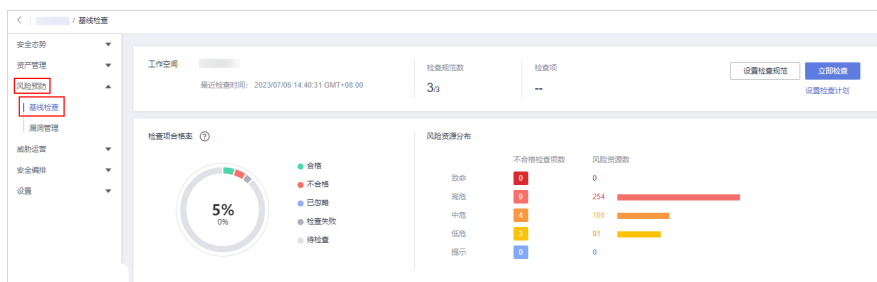 / 基线检查
安全态势
资产管理
风险预防
基线检查
漏洞管理
威胁运营
安全编排
设置
工作空间
最近检查时间： 2023/07/06 14:40:31 GMT+08:00
检查规范数
3/3
检查项
--
设置检查规范
立即检查
设置检查计划
检查项合格率 ?
5%
0%
合格
不合格
已忽略
检查失败
待检查
风险资源分布
不合格检查项数 风险资源数
致命 0 0
高危 9 254
中危 4 108
低危 3 91
提示 0 0